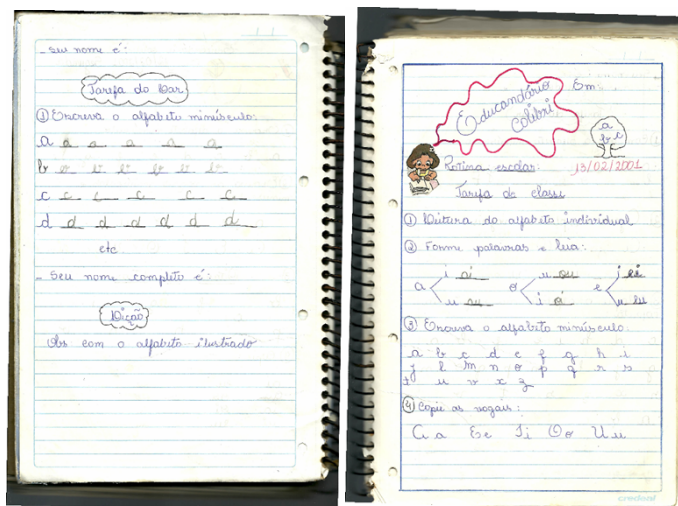 - Seu nome é:
Tarefa do Lar
① Escreva o alfabeto minúsculo:
a a a a a a
b b b b b b
c c c c c c
d d d d d d d
etc
- Seu nome completo é:
Lição
Obs com o alfabeto ilustrado
Educandário
Colibri
Em:
a
b c
Rotina escolar
13/02/2001
Tarefa de classe
① Leitura do alfabeto individual
② Forme palavras e leia:
i ai u ou i ei
a o e
u au i oi u eu
③ Escreva o alfabeto minúsculo:
a b c d e f g h i
j l m n o p q r s
t u v x z
④ Copie as vogais:
A a E e I i O o U u
credeal